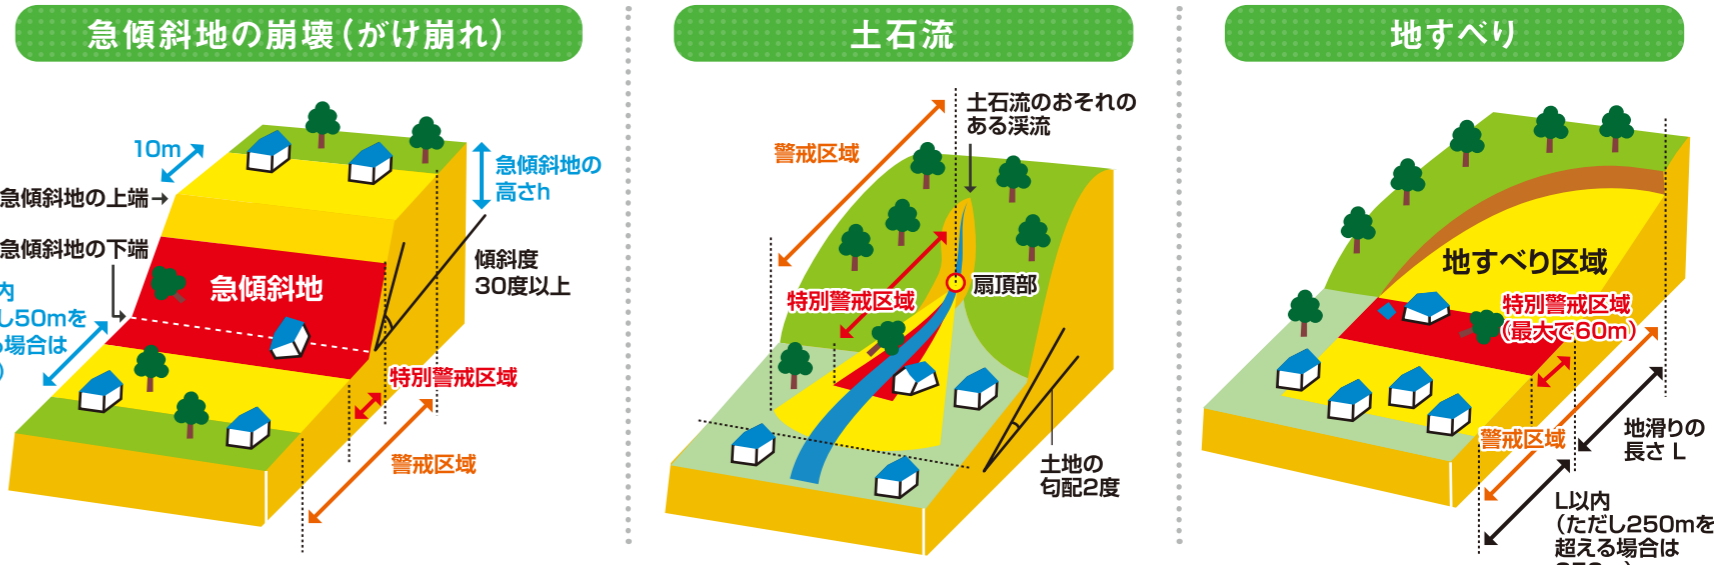 急傾斜地の崩壊(がけ崩れ)
10m
急傾斜地の上端→
急傾斜地の下端
急傾斜地の
高さh
傾斜度
30度以上
急傾斜地
内
し50mを
場合は
)
特別警戒区域
警戒区域
土石流
土石流のおそれの
ある渓流
警戒区域
特別警戒区域
扇頂部
土地の
勾配2度
地すべり
地すべり区域
特別警戒区域
(最大で60m)
警戒区域
地滑りの
長さ L
L以内
(ただし250mを
超える場合は